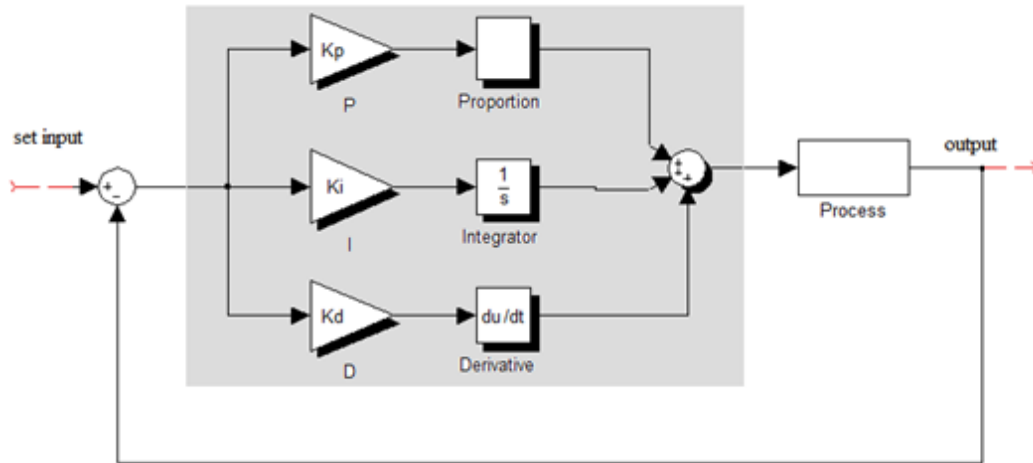 Kp
P
Proportion
set input
+
−
Ki
I
1
s
Integrator
+
+
+
output
Process
Kd
D
du/dt
Derivative